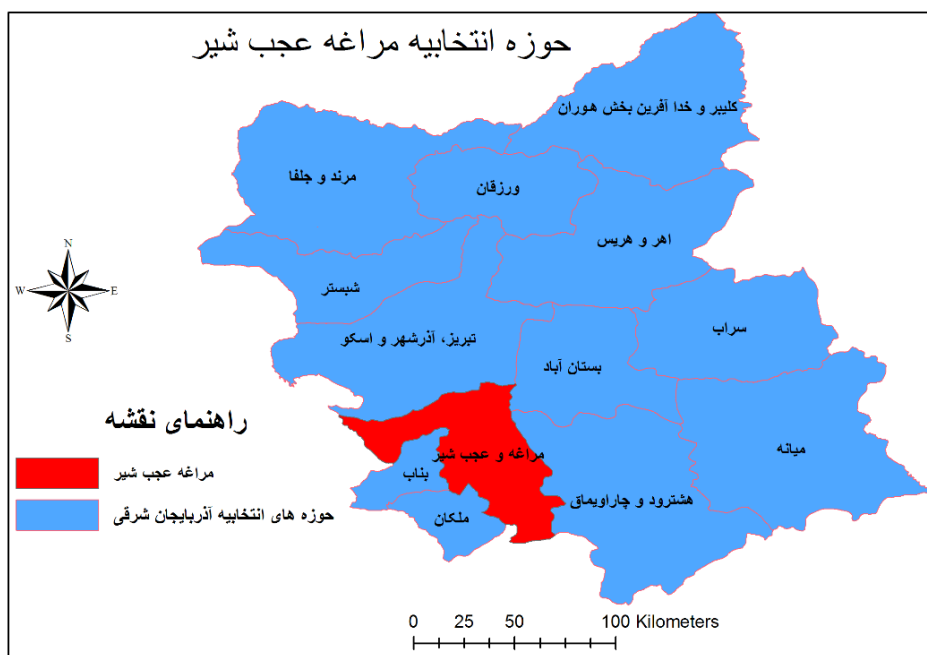 حوزه انتخابیه مراغه عجب شیر
کلیبر و خدا آفرین بخش هوران
مرند و جلفا
ورزقان
اهر و هریس
N
W
E
S
شبستر
سراب
تبریز، آذرشهر و اسکو
بستان آباد
راهنمای نقشه
مراغه عجب شیر
حوزه های انتخابیه آذربایجان شرقی
مراغه و عجب شیر
میانه
بناب
هشترود و چاراویماق
ملکان
0 25 50 100 Kilometers